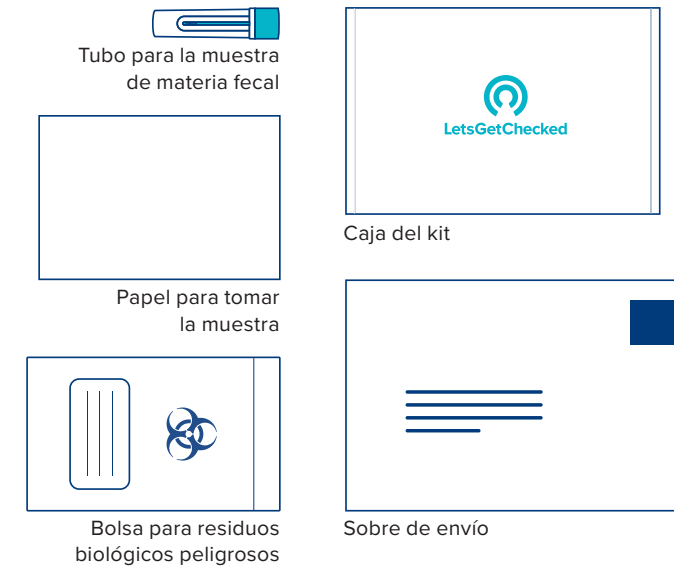 Tubo para la muestra
de materia fecal
Papel para tomar
la muestra
Bolsa para residuos
biológicos peligrosos
LetsGetChecked
Caja del kit
Sobre de envío